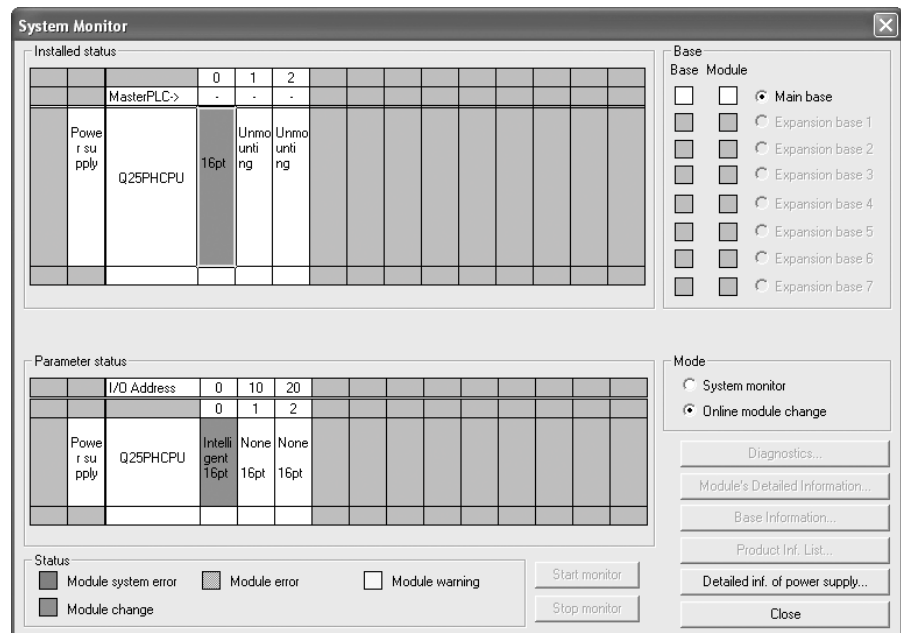 System Monitor
Installed status
0 1 2
MasterPLC-> - - -
Powe
r su
pply
Q25PHCPU
16pt
Unmo
unti
ng
Unmo
unti
ng
Base
Base Module
Main base
Expansion base 1
Expansion base 2
Expansion base 3
Expansion base 4
Expansion base 5
Expansion base 6
Expansion base 7
Parameter status
I/O Address 0 10 20
0 1 2
Powe
r su
pply
Q25PHCPU
Intelli
gent
16pt
None
16pt
None
16pt
Mode
System monitor
Online module change
Diagnostics...
Module's Detailed Information...
Base Information...
Product Inf. List...
Detailed inf. of power supply...
Close
Status
Module system error
Module error
Module warning
Module change
Start monitor
Stop monitor